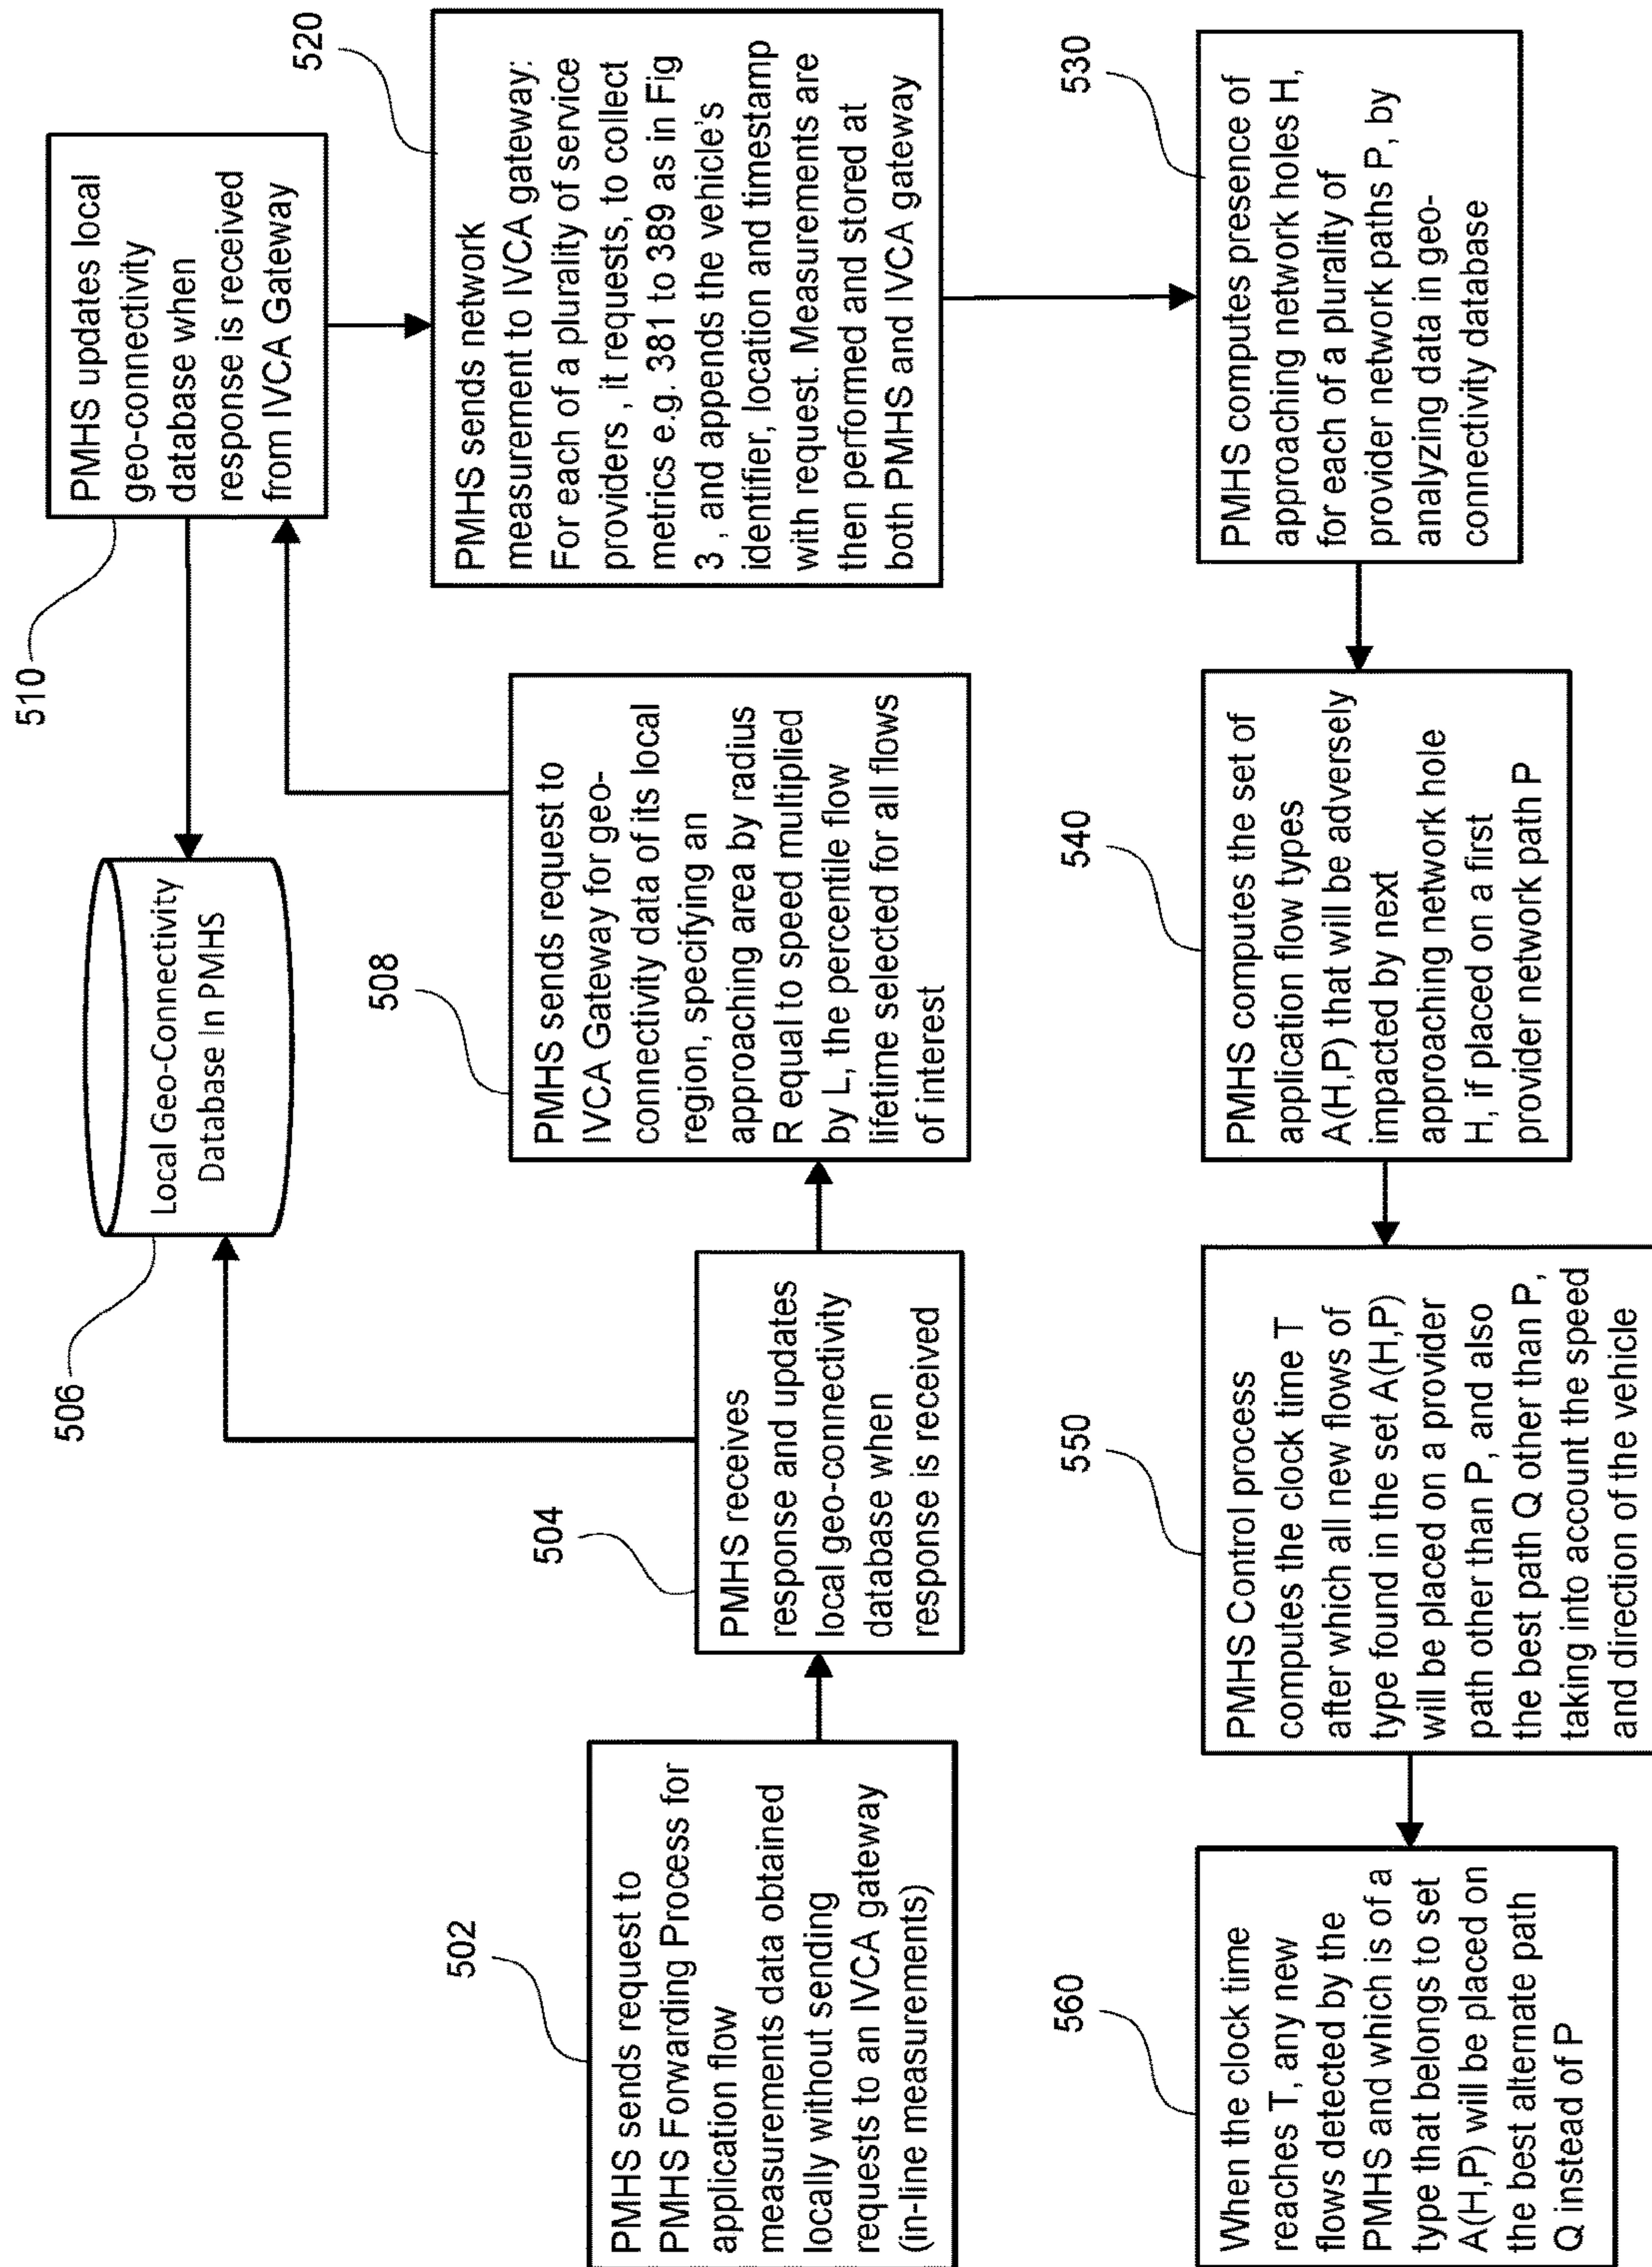 502
PMHS sends request to
PMHS Forwarding Process for
application flow
measurements data obtained
locally without sending
requests to an IVCA gateway
(in-line measurements)
504
PMHS receives
response and updates
local geo-connectivity
database when
response is received
506
Local Geo-Connectivity
Database In PMHS
508
PMHS sends request to
IVCA Gateway for geo-
connectivity data of its local
region, specifying an
approaching area by radius
R equal to speed multiplied
by L, the percentile flow
lifetime selected for all flows
of interest
510
PMHS updates local
geo-connectivity
database when
response is received
from IVCA Gateway
520
PMHS sends network
measurement to IVCA gateway:
For each of a plurality of service
providers , it requests, to collect
metrics e.g. 381 to 389 as in Fig
3 , and appends the vehicle's
identifier, location and timestamp
with request. Measurements are
then performed and stored at
both PMHS and IVCA gateway
530
PMHS computes presence of
approaching network holes H,
for each of a plurality of
provider network paths P, by
analyzing data in geo-
connectivity database
540
PMHS computes the set of
application flow types
A(H,P) that will be adversely
impacted by next
approaching network hole
H, if placed on a first
provider network path P
550
PMHS Control process
computes the clock time T
after which all new flows of
type found in the set A(H,P)
will be placed on a provider
path other than P, and also
the best path Q other than P,
taking into account the speed
and direction of the vehicle
560
When the clock time
reaches T, any new
flows detected by the
PMHS and which is of a
type that belongs to set
A(H,P) will be placed on
the best alternate path
Q instead of P